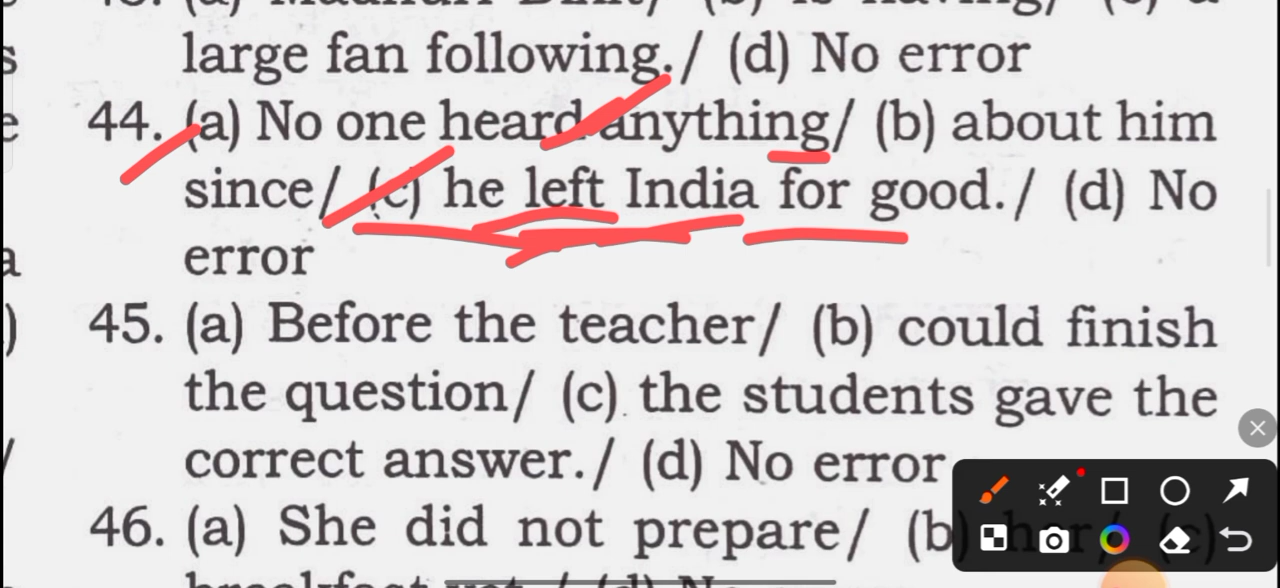 large fan following./ (d) No error
44. (a) No one heard anything/ (b) about him
since/ (c) he left India for good./ (d) No
error
45. (a) Before the teacher/ (b) could finish
the question/ (c) the students gave the
correct answer./ (d) No error
46. (a) She did not prepare/ (b) her/ (c)